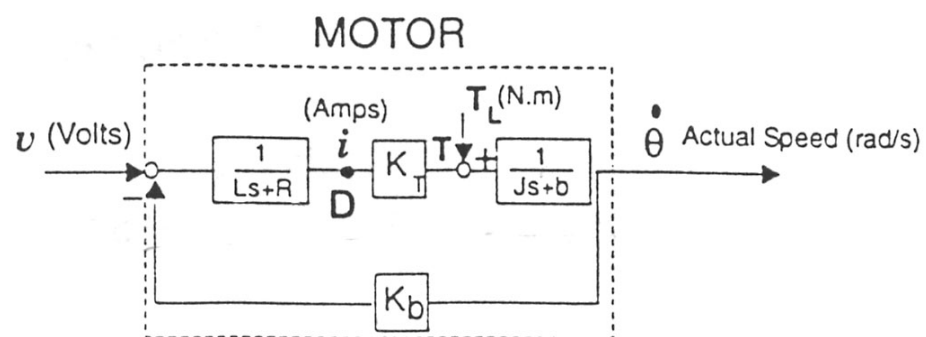 MOTOR
(Amps)
T_L (N.m)
v (Volts)
i
1
Ls+R
D
K_T
T
+
1
Js+b
θ̇ Actual Speed (rad/s)
−
K_b